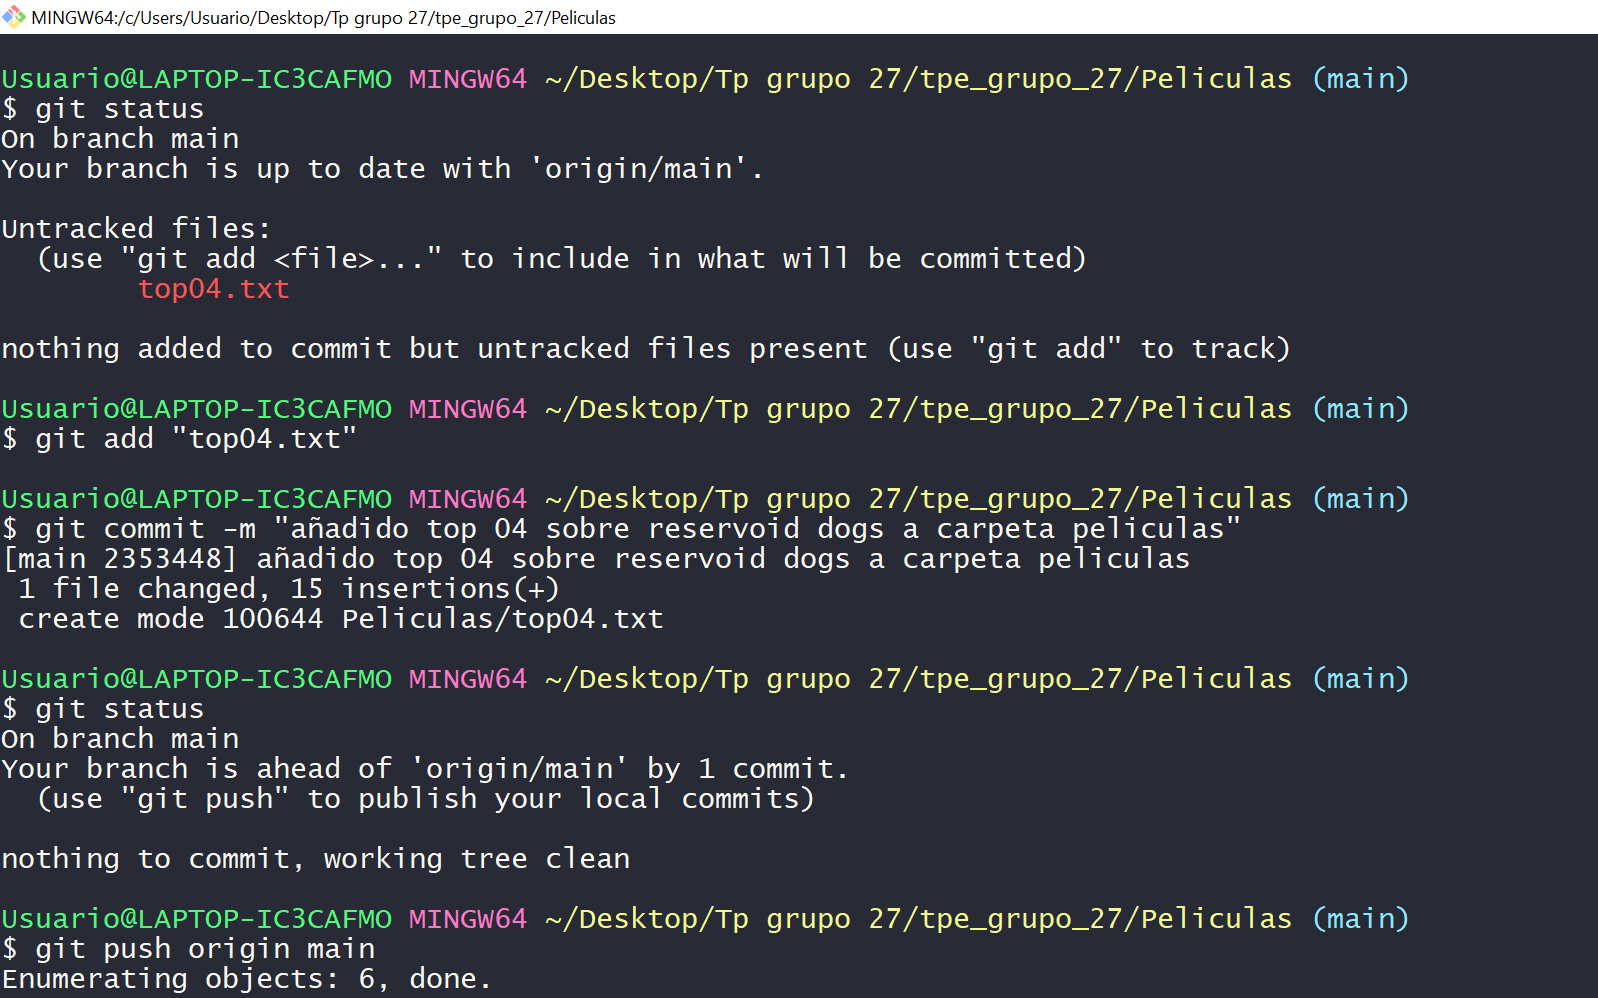 MINGW64:/c/Users/Usuario/Desktop/Tp grupo 27/tpe_grupo_27/Peliculas
Usuario@LAPTOP-IC3CAFMO MINGW64 ~/Desktop/Tp grupo 27/tpe_grupo_27/Peliculas (main)
$ git status
On branch main
Your branch is up to date with 'origin/main'.
Untracked files:
  (use "git add <file>..." to include in what will be committed)
        top04.txt
nothing added to commit but untracked files present (use "git add" to track)
Usuario@LAPTOP-IC3CAFMO MINGW64 ~/Desktop/Tp grupo 27/tpe_grupo_27/Peliculas (main)
$ git add "top04.txt"
Usuario@LAPTOP-IC3CAFMO MINGW64 ~/Desktop/Tp grupo 27/tpe_grupo_27/Peliculas (main)
$ git commit -m "añadido top 04 sobre reservoid dogs a carpeta peliculas"
[main 2353448] añadido top 04 sobre reservoid dogs a carpeta peliculas
 1 file changed, 15 insertions(+)
 create mode 100644 Peliculas/top04.txt
Usuario@LAPTOP-IC3CAFMO MINGW64 ~/Desktop/Tp grupo 27/tpe_grupo_27/Peliculas (main)
$ git status
On branch main
Your branch is ahead of 'origin/main' by 1 commit.
  (use "git push" to publish your local commits)
nothing to commit, working tree clean
Usuario@LAPTOP-IC3CAFMO MINGW64 ~/Desktop/Tp grupo 27/tpe_grupo_27/Peliculas (main)
$ git push origin main
Enumerating objects: 6, done.